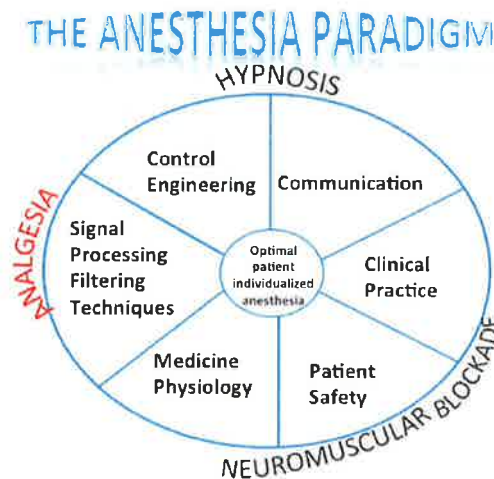 THE ANESTHESIA PARADIGM
HYPNOSIS
Control
Engineering
Communication
ANALGESIA
Signal
Processing
Filtering
Techniques
Optimal
patient
individualized
anesthesia
Clinical
Practice
Medicine
Physiology
Patient
Safety
NEUROMUSCULAR BLOCKADE